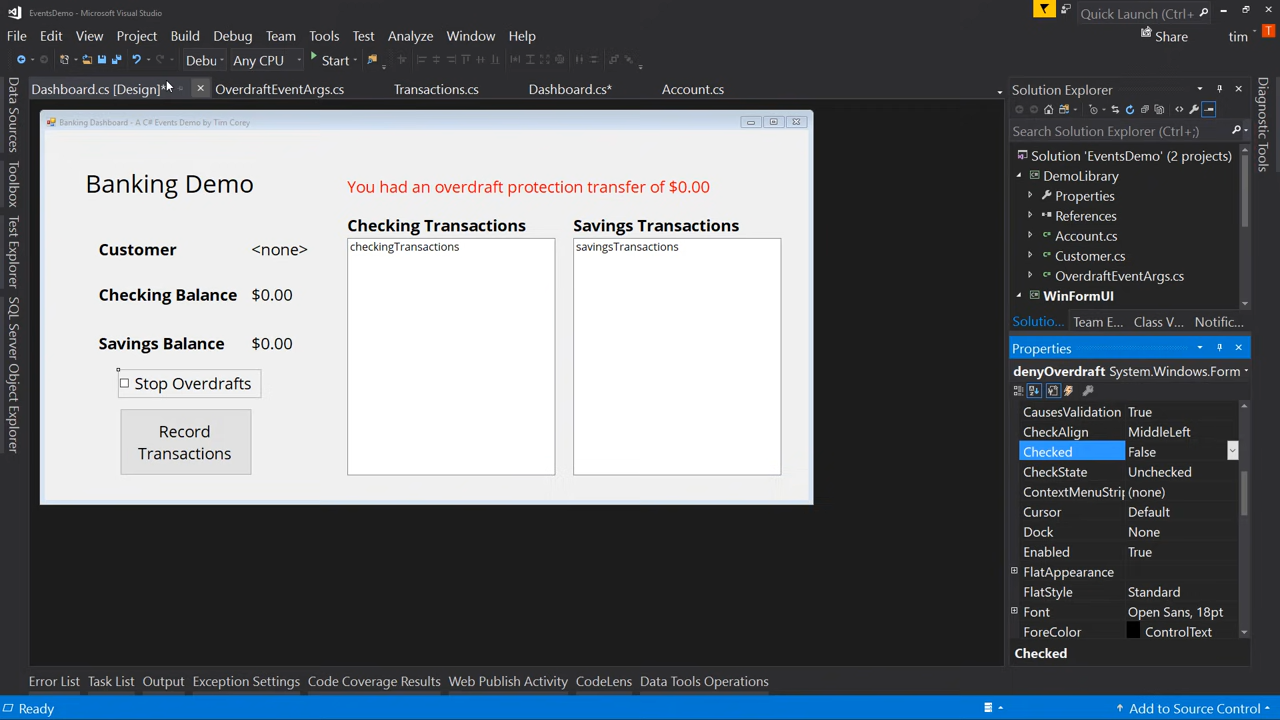 EventsDemo - Microsoft Visual Studio
Quick Launch (Ctrl+
File Edit View Project Build Debug Team Tools Test Analyze Window Help
Share tim T
Debu Any CPU Start
Dashboard.cs [Design]* OverdraftEventArgs.cs Transactions.cs Dashboard.cs* Account.cs
Data Sources
Toolbox
Test Explorer
SQL Server Object Explorer
Banking Dashboard - A C# Events Demo by Tim Corey
Banking Demo
You had an overdraft protection transfer of $0.00
Checking Transactions Savings Transactions
checkingTransactions savingsTransactions
Customer <none>
Checking Balance $0.00
Savings Balance $0.00
Stop Overdrafts
Record
Transactions
Solution Explorer
Search Solution Explorer (Ctrl+;)
Solution 'EventsDemo' (2 projects)
DemoLibrary
Properties
References
Account.cs
Customer.cs
OverdraftEventArgs.cs
WinFormUI
Solutio... Team E... Class V... Notific...
Properties
denyOverdraft System.Windows.Form
CausesValidation True
CheckAlign MiddleLeft
Checked False
CheckState Unchecked
ContextMenuStrip (none)
Cursor Default
Dock None
Enabled True
FlatAppearance
FlatStyle Standard
Font Open Sans, 18pt
ForeColor ControlText
Checked
Diagnostic Tools
Error List Task List Output Exception Settings Code Coverage Results Web Publish Activity CodeLens Data Tools Operations
Ready
Add to Source Control